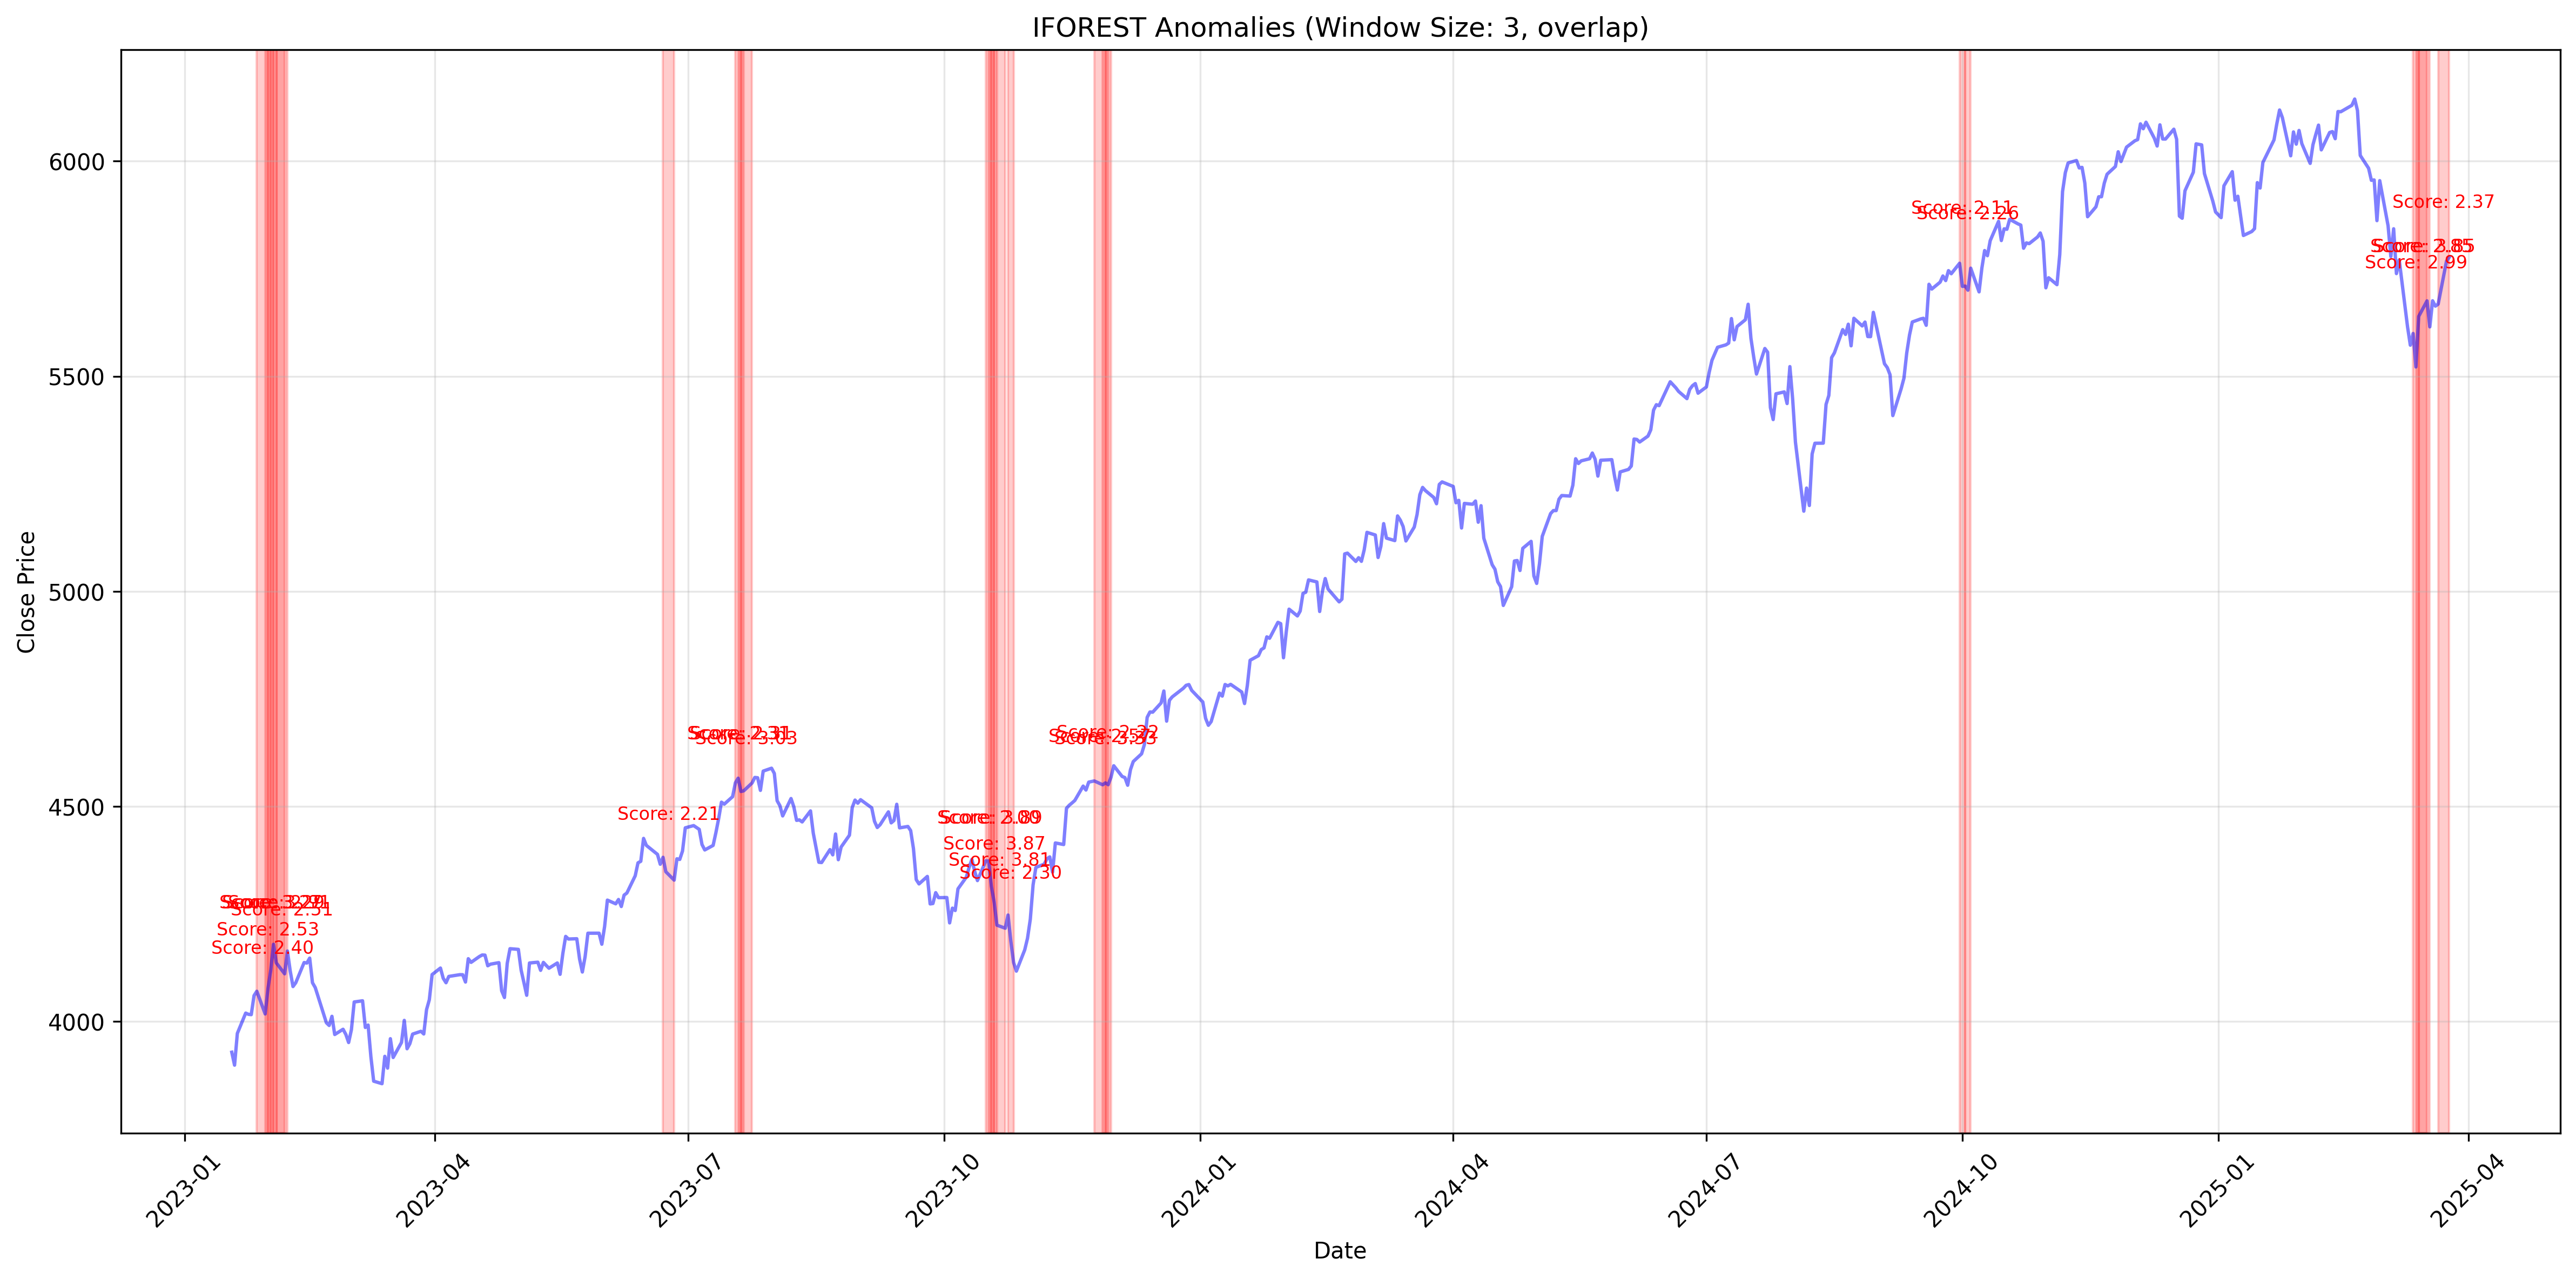 IFOREST Anomalies (Window Size: 3, overlap)
Close Price
6000
5500
5000
4500
4000
Score: 2.11
Score: 2.26
Score: 2.37
Score: 2.99
Score: 3.03
Score: 2.21
Score: 3.87
Score: 3.81
Score: 2.30
Score: 2.53
Score: 2.40
2023-01
2023-04
2023-07
2023-10
2024-01
2024-04
2024-07
2024-10
2025-01
2025-04
Date